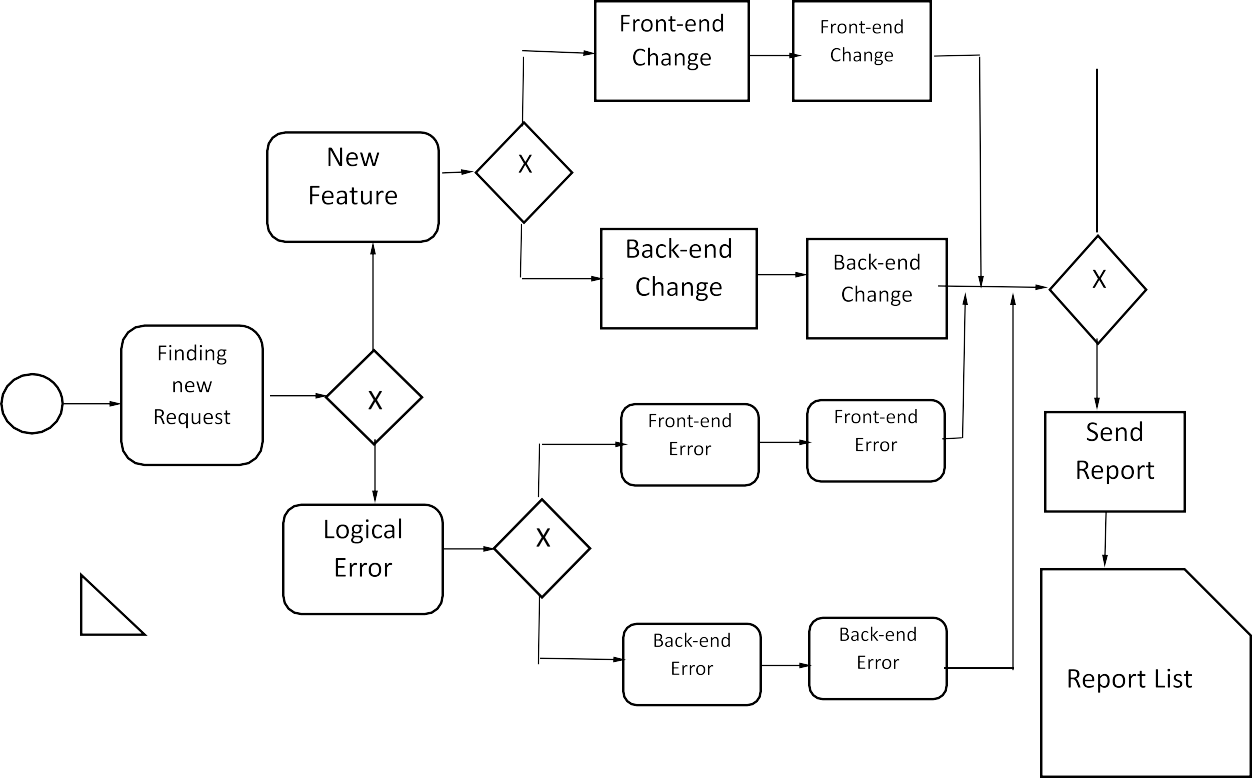 Front-end
Change
Front-end
Change
New
Feature
X
Back-end
Change
Back-end
Change
X
Finding
new
Request
X
Front-end
Error
Front-end
Error
Send
Report
Logical
Error
X
Back-end
Error
Back-end
Error
Report List